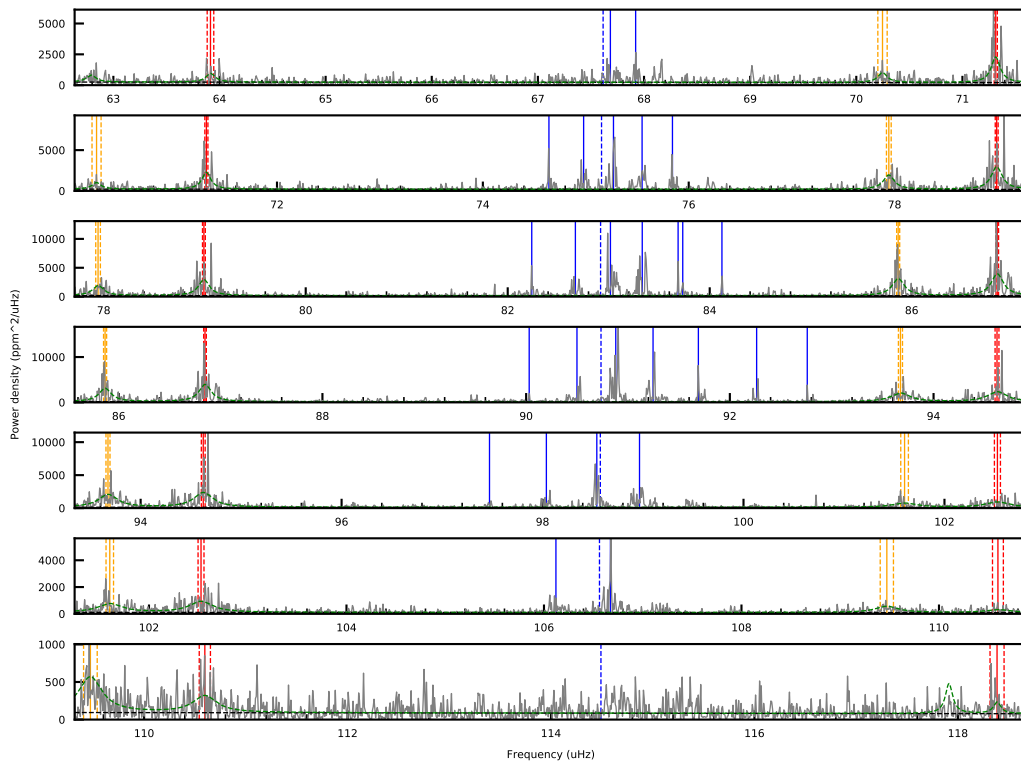 5000
2500
0
63 64 65 66 67 68 69 70 71
5000
0
72 74 76 78
10000
5000
0
78 80 82 84 86
10000
0
86 88 90 92 94
10000
5000
0
94 96 98 100 102
4000
2000
0
102 104 106 108 110
1000
500
0
110 112 114 116 118
Power density (ppm^2/uHz)
Frequency (uHz)